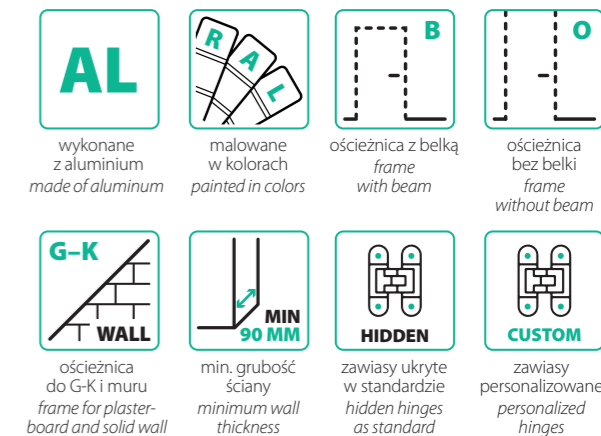 AL
R
A
L
B
O
wykonane
z aluminium
made of aluminum
malowane
w kolorach
painted in colors
ościeżnica z belką
frame
with beam
ościeżnica
bez belki
frame
without beam
G–K
WALL
MIN
90 MM
HIDDEN
CUSTOM
ościeżnica
do G-K i muru
frame for plaster-
board and solid wall
min. grubość
ściany
minimum wall
thickness
zawiasy ukryte
w standardzie
hidden hinges
as standard
zawiasy
personalizowane
personalized
hinges